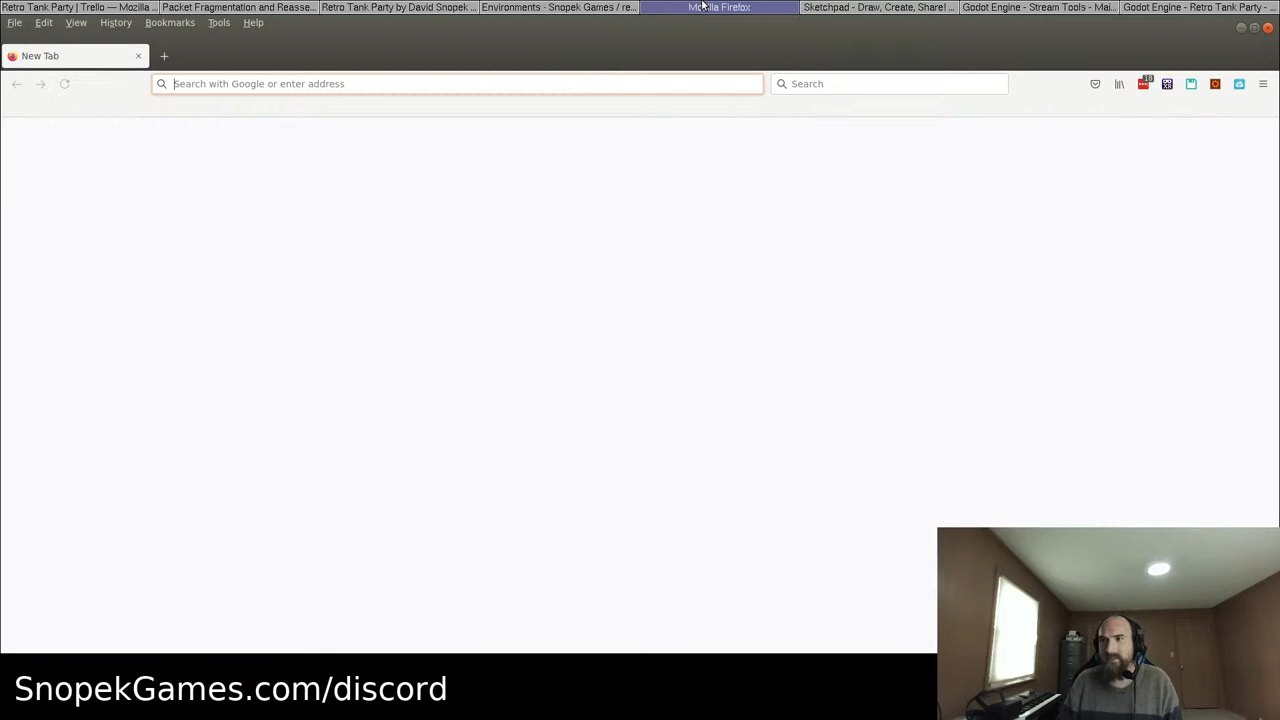 Retro Tank Party | Trello — Mozilla ... Packet Fragmentation and Reasse... Retro Tank Party by David Snopek ... Environments · Snopek Games / re... Mozilla Firefox Sketchpad - Draw, Create, Share! ... Godot Engine - Stream Tools - Mai... Godot Engine - Retro Tank Party - ...
File Edit View History Bookmarks Tools Help
New Tab
Search with Google or enter address Search
18
XR
SnopekGames.com/discord